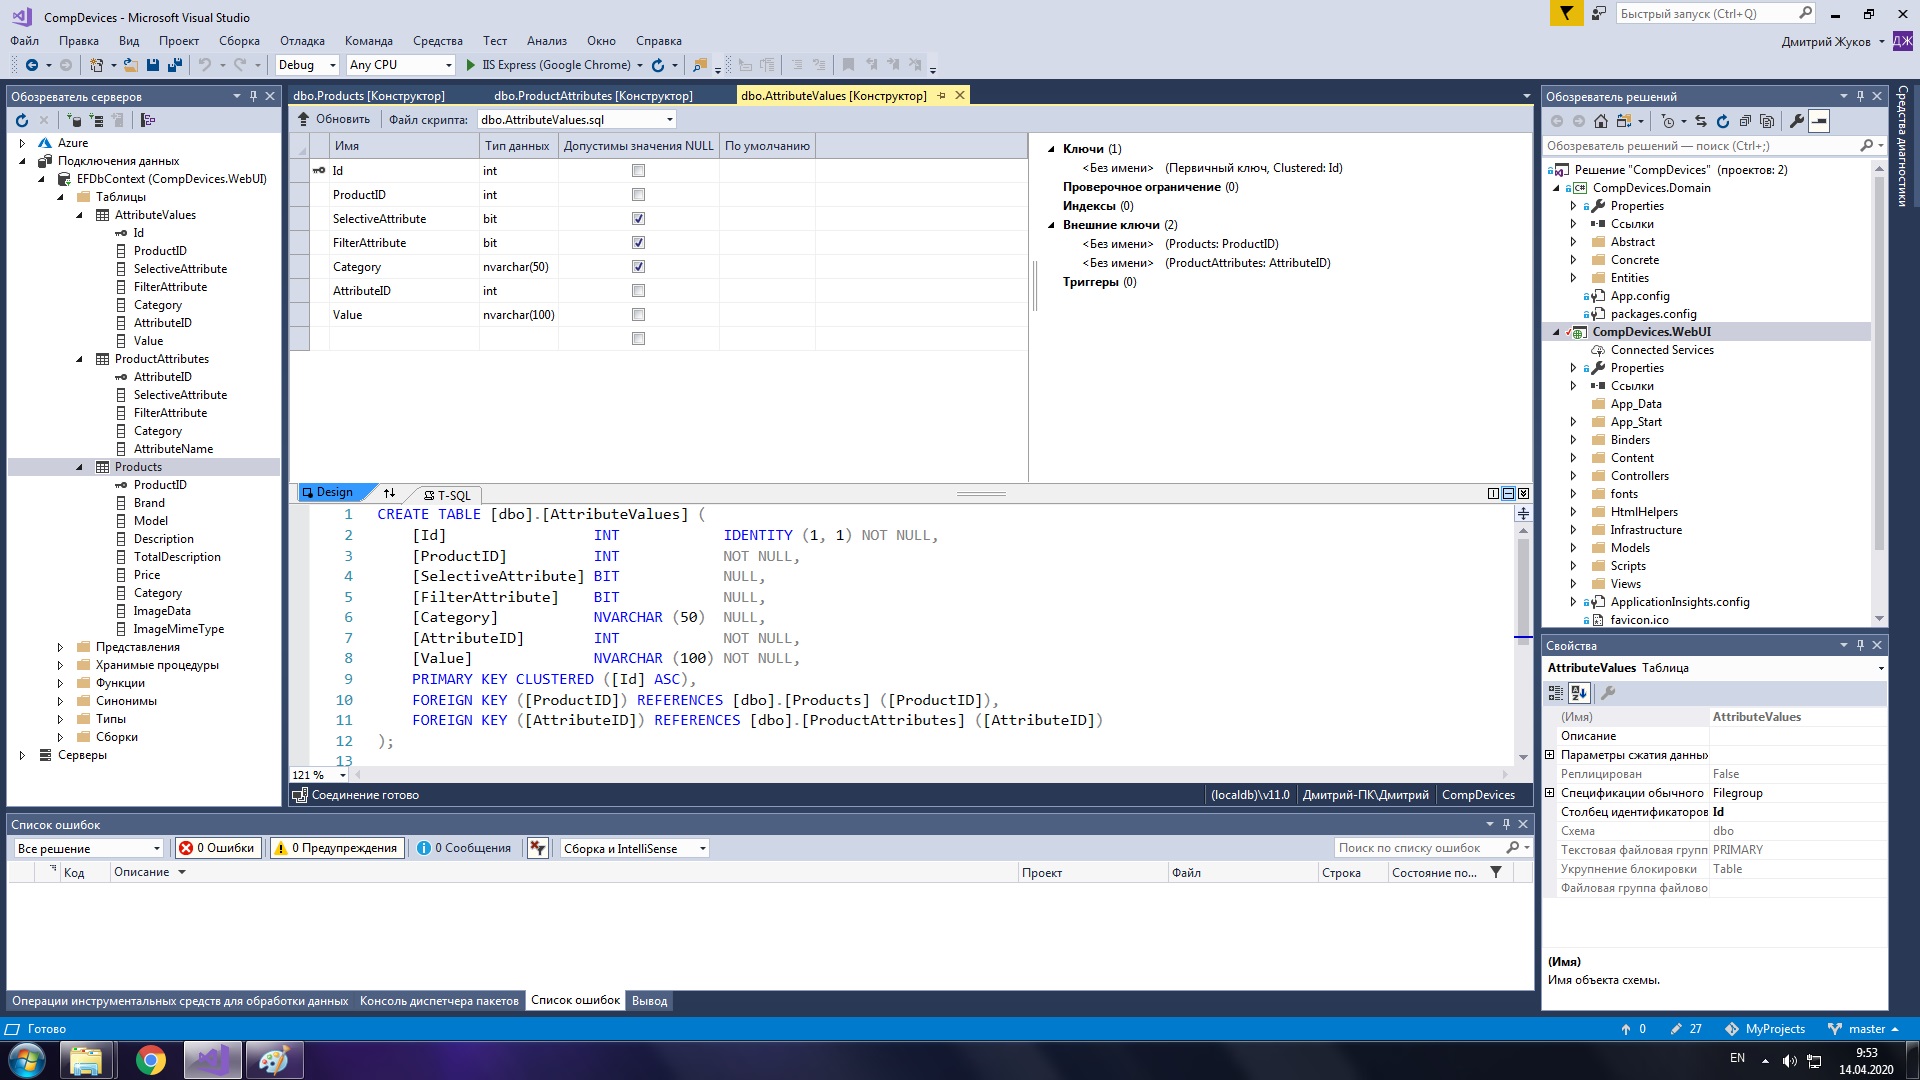 CompDevices - Microsoft Visual Studio
Быстрый запуск (Ctrl+Q)
Файл Правка Вид Проект Сборка Отладка Команда Средства Тест Анализ Окно Справка
Дмитрий Жуков ДЖ
Debug Any CPU IIS Express (Google Chrome)
Обозреватель серверов
Azure
Подключения данных
EFDbContext (CompDevices.WebUI)
Таблицы
AttributeValues
Id
ProductID
SelectiveAttribute
FilterAttribute
Category
AttributeID
Value
ProductAttributes
AttributeID
SelectiveAttribute
FilterAttribute
Category
AttributeName
Products
ProductID
Brand
Model
Description
TotalDescription
Price
Category
ImageData
ImageMimeType
Представления
Хранимые процедуры
Функции
Синонимы
Типы
Сборки
Серверы
dbo.Products [Конструктор] dbo.ProductAttributes [Конструктор] dbo.AttributeValues [Конструктор]
Обновить Файл скрипта: dbo.AttributeValues.sql
Имя Тип данных Допустимы значения NULL По умолчанию
Id int
ProductID int
SelectiveAttribute bit
FilterAttribute bit
Category nvarchar(50)
AttributeID int
Value nvarchar(100)
Ключи (1)
<Без имени> (Первичный ключ, Clustered: Id)
Проверочное ограничение (0)
Индексы (0)
Внешние ключи (2)
<Без имени> (Products: ProductID)
<Без имени> (ProductAttributes: AttributeID)
Триггеры (0)
Design T-SQL
1 CREATE TABLE [dbo].[AttributeValues] (
2 [Id] INT IDENTITY (1, 1) NOT NULL,
3 [ProductID] INT NOT NULL,
4 [SelectiveAttribute] BIT NULL,
5 [FilterAttribute] BIT NULL,
6 [Category] NVARCHAR (50) NULL,
7 [AttributeID] INT NOT NULL,
8 [Value] NVARCHAR (100) NOT NULL,
9 PRIMARY KEY CLUSTERED ([Id] ASC),
10 FOREIGN KEY ([ProductID]) REFERENCES [dbo].[Products] ([ProductID]),
11 FOREIGN KEY ([AttributeID]) REFERENCES [dbo].[ProductAttributes] ([AttributeID])
12 );
13
121 %
Соединение готово (localdb)\v11.0 Дмитрий-ПК\Дмитрий CompDevices
Обозреватель решений
Обозреватель решений — поиск (Ctrl+;)
Решение "CompDevices" (проектов: 2)
CompDevices.Domain
Properties
Ссылки
Abstract
Concrete
Entities
App.config
packages.config
CompDevices.WebUI
Connected Services
Properties
Ссылки
App_Data
App_Start
Binders
Content
Controllers
fonts
HtmlHelpers
Infrastructure
Models
Scripts
Views
ApplicationInsights.config
favicon.ico
Средства диагностики
Свойства
AttributeValues Таблица
(Имя) AttributeValues
Описание
Параметры сжатия данных
Реплицирован False
Спецификации обычного Filegroup
Столбец идентификаторов Id
Схема dbo
Текстовая файловая групп PRIMARY
Укрупнение блокировки Table
Файловая группа файлово
(Имя)
Имя объекта схемы.
Список ошибок
Все решение 0 Ошибки 0 Предупреждения 0 Сообщения Сборка и IntelliSense Поиск по списку ошибок
Код Описание Проект Файл Строка Состояние по...
Операции инструментальных средств для обработки данных Консоль диспетчера пакетов Список ошибок Вывод
Готово 0 27 MyProjects master
EN 9:53
14.04.2020